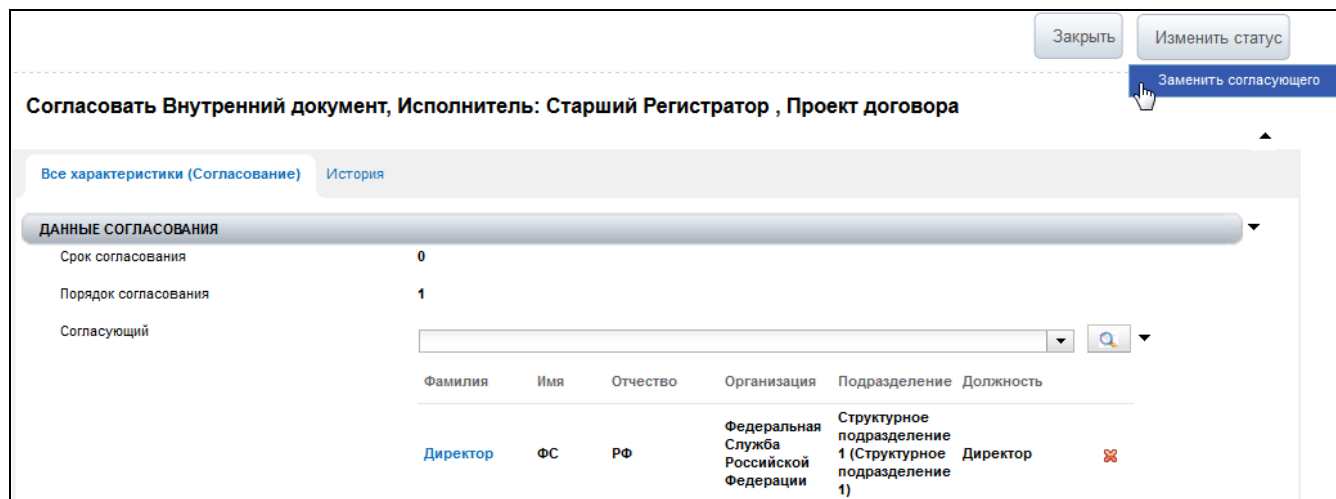 Закрыть Изменить статус
Заменить согласующего
Согласовать Внутренний документ, Исполнитель: Старший Регистратор , Проект договора
Все характеристики (Согласование) История
ДАННЫЕ СОГЛАСОВАНИЯ
Срок согласования 0
Порядок согласования 1
Согласующий
Фамилия Имя Отчество Организация Подразделение Должность
Директор ФС РФ Федеральная Служба Российской Федерации Структурное подразделение 1 (Структурное подразделение 1) Директор